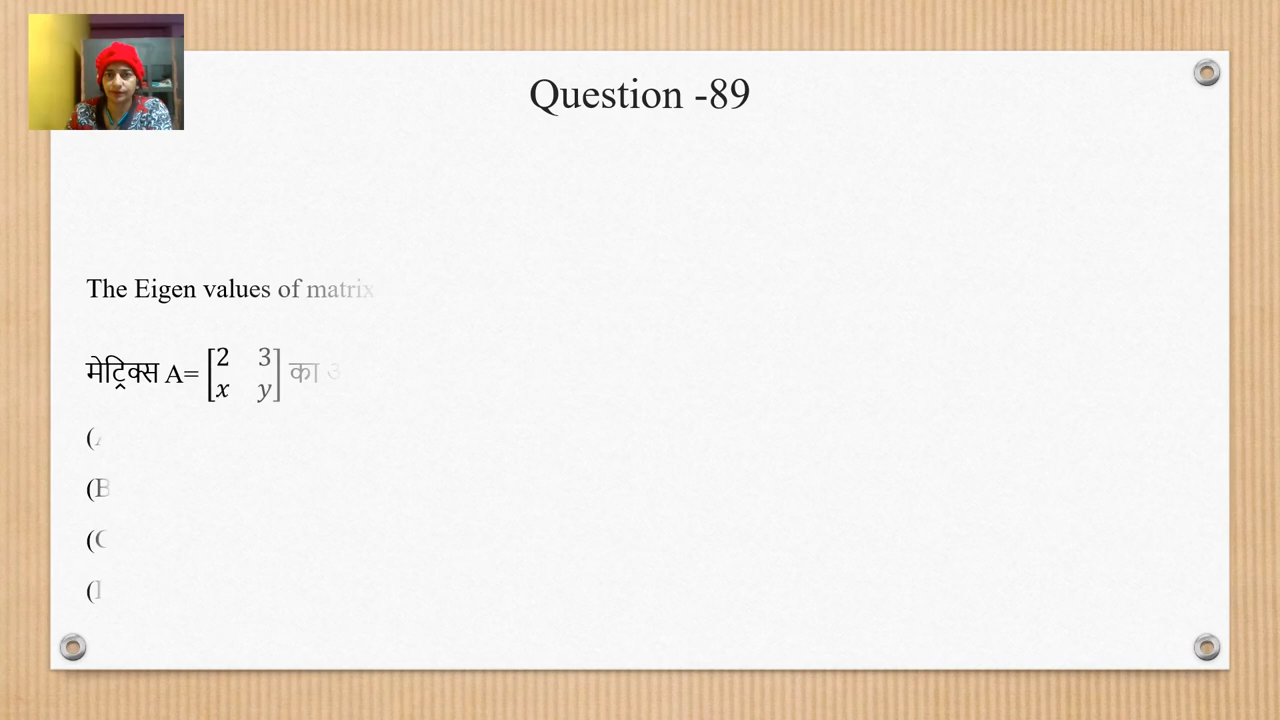 Question -89
The Eigen values of matrix
मेट्रिक्स A= [2 3
x y] का
(
(B
(C
(